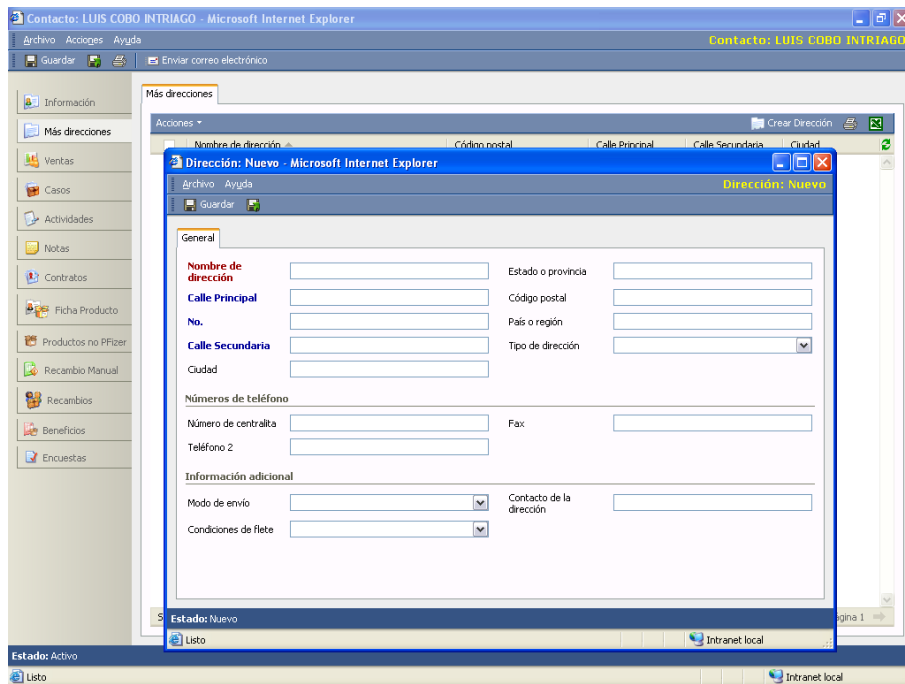 Contacto: LUIS COBO INTRIAGO - Microsoft Internet Explorer
Archivo Acciones Ayuda
Contacto: LUIS COBO INTRIAGO
Guardar
Enviar correo electrónico
Información
Más direcciones
Ventas
Casos
Actividades
Notas
Contratos
Ficha Producto
Productos no PFizer
Recambio Manual
Recambios
Beneficios
Encuestas
Más direcciones
Acciones
Crear Dirección
Nombre de dirección Código postal Calle Principal Calle Secundaria Ciudad
Dirección: Nuevo - Microsoft Internet Explorer
Archivo Ayuda
Dirección: Nuevo
Guardar
General
Nombre de
dirección
Estado o provincia
Calle Principal
Código postal
No.
País o región
Calle Secundaria
Tipo de dirección
Ciudad
Números de teléfono
Número de centralita
Fax
Teléfono 2
Información adicional
Modo de envío
Contacto de la
dirección
Condiciones de flete
Estado: Nuevo
Listo
Intranet local
S
ágina 1
Estado: Activo
Listo
Intranet local